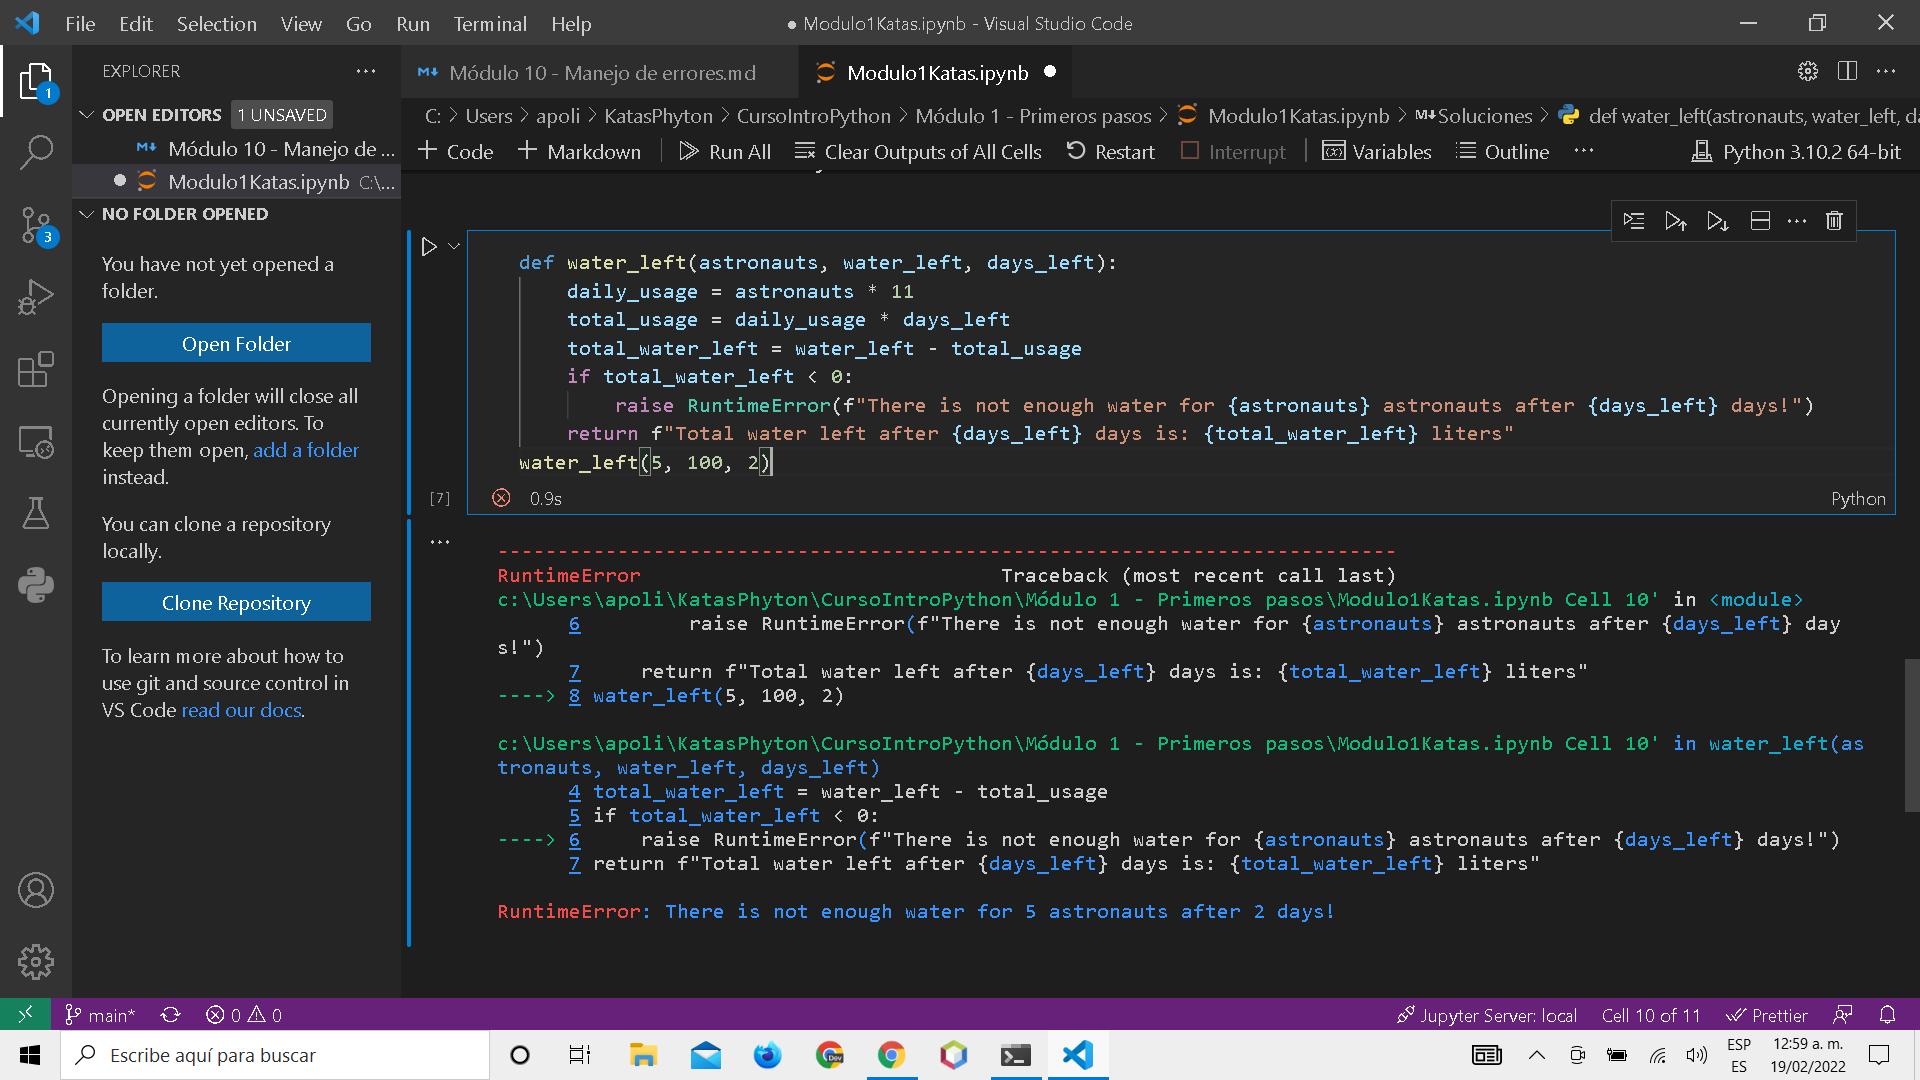 File Edit Selection View Go Run Terminal Help
● Modulo1Katas.ipynb - Visual Studio Code
EXPLORER
OPEN EDITORS 1 UNSAVED
Módulo 10 - Manejo de ...
Modulo1Katas.ipynb C:\...
NO FOLDER OPENED
You have not yet opened a
folder.
Open Folder
Opening a folder will close all
currently open editors. To
keep them open, add a folder
instead.
You can clone a repository
locally.
Clone Repository
To learn more about how to
use git and source control in
VS Code read our docs.
1
3
Módulo 10 - Manejo de errores.md
Modulo1Katas.ipynb ●
C: > Users > apoli > KatasPhyton > CursoIntroPython > Módulo 1 - Primeros pasos > Modulo1Katas.ipynb > M↓Soluciones > def water_left(astronauts, water_left, da
+ Code + Markdown Run All Clear Outputs of All Cells Restart Interrupt Variables Outline ... Python 3.10.2 64-bit
def water_left(astronauts, water_left, days_left):
    daily_usage = astronauts * 11
    total_usage = daily_usage * days_left
    total_water_left = water_left - total_usage
    if total_water_left < 0:
        raise RuntimeError(f"There is not enough water for {astronauts} astronauts after {days_left} days!")
    return f"Total water left after {days_left} days is: {total_water_left} liters"
water_left(5, 100, 2)
[7] 0.9s Python
---------------------------------------------------------------------------
RuntimeError                              Traceback (most recent call last)
c:\Users\apoli\KatasPhyton\CursoIntroPython\Módulo 1 - Primeros pasos\Modulo1Katas.ipynb Cell 10' in <module>
      6         raise RuntimeError(f"There is not enough water for {astronauts} astronauts after {days_left} day
s!")
      7     return f"Total water left after {days_left} days is: {total_water_left} liters"
----> 8 water_left(5, 100, 2)
c:\Users\apoli\KatasPhyton\CursoIntroPython\Módulo 1 - Primeros pasos\Modulo1Katas.ipynb Cell 10' in water_left(as
tronauts, water_left, days_left)
      4 total_water_left = water_left - total_usage
      5 if total_water_left < 0:
----> 6     raise RuntimeError(f"There is not enough water for {astronauts} astronauts after {days_left} days!")
      7 return f"Total water left after {days_left} days is: {total_water_left} liters"
RuntimeError: There is not enough water for 5 astronauts after 2 days!
main* 0 0
Jupyter Server: local Cell 10 of 11 Prettier
Escribe aquí para buscar
Dev
ESP
ES
12:59 a. m.
19/02/2022